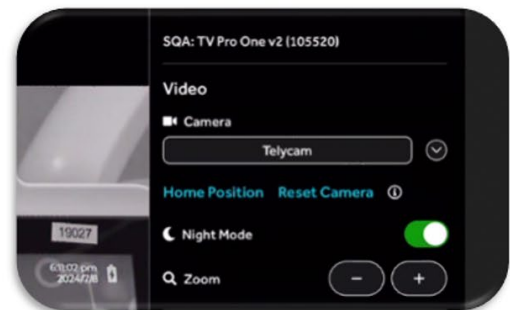 SQA: TV Pro One v2 (105520)
Video
Camera
Telycam
Home Position Reset Camera
Night Mode
Zoom
- +
19027
2024/7/8